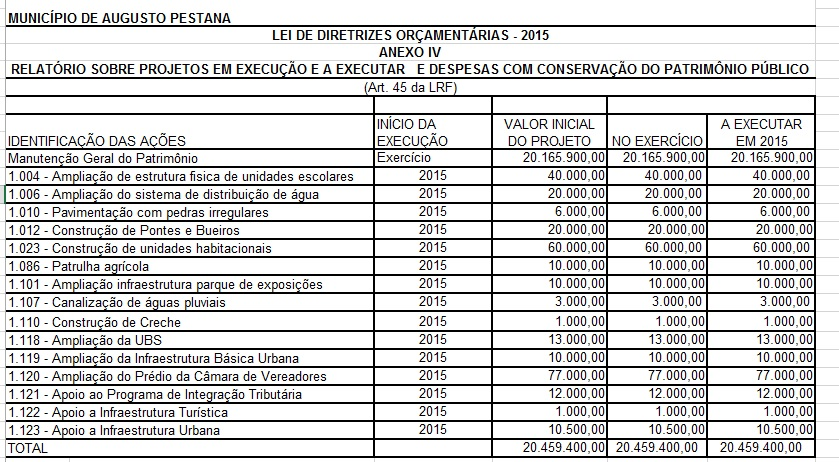 MUNICÍPIO DE AUGUSTO PESTANA
LEI DE DIRETRIZES ORÇAMENTÁRIAS - 2015
ANEXO IV
RELATÓRIO SOBRE PROJETOS EM EXECUÇÃO E A EXECUTAR E DESPESAS COM CONSERVAÇÃO DO PATRIMÔNIO PÚBLICO
(Art. 45 da LRF)
INÍCIO DA VALOR INICIAL A EXECUTAR
IDENTIFICAÇÃO DAS AÇÕES EXECUÇÃO DO PROJETO NO EXERCÍCIO EM 2015
Manutenção Geral do Patrimônio Exercício 20.165.900,00 20.165.900,00 20.165.900,00
1.004 - Ampliação de estrutura fisica de unidades escolares 2015 40.000,00 40.000,00 40.000,00
1.006 - Ampliação do sistema de distribuição de água 2015 20.000,00 20.000,00 20.000,00
1.010 - Pavimentação com pedras irregulares 2015 6.000,00 6.000,00 6.000,00
1.012 - Construção de Pontes e Bueiros 2015 20.000,00 20.000,00 20.000,00
1.023 - Construção de unidades habitacionais 2015 60.000,00 60.000,00 60.000,00
1.086 - Patrulha agrícola 2015 10.000,00 10.000,00 10.000,00
1.101 - Ampliação infraestrutura parque de exposições 2015 10.000,00 10.000,00 10.000,00
1.107 - Canalização de águas pluviais 2015 3.000,00 3.000,00 3.000,00
1.110 - Construção de Creche 2015 1.000,00 1.000,00 1.000,00
1.118 - Ampliação da UBS 2015 13.000,00 13.000,00 13.000,00
1.119 - Ampliação da Infraestrutura Básica Urbana 2015 10.000,00 10.000,00 10.000,00
1.120 - Ampliação do Prédio da Câmara de Vereadores 2015 77.000,00 77.000,00 77.000,00
1.121 - Apoio ao Programa de Integração Tributária 2015 12.000,00 12.000,00 12.000,00
1.122 - Apoio a Infraestrutura Turística 2015 1.000,00 1.000,00 1.000,00
1.123 - Apoio a Infraestrutura Urbana 2015 10.500,00 10.500,00 10.500,00
TOTAL 20.459.400,00 20.459.400,00 20.459.400,00